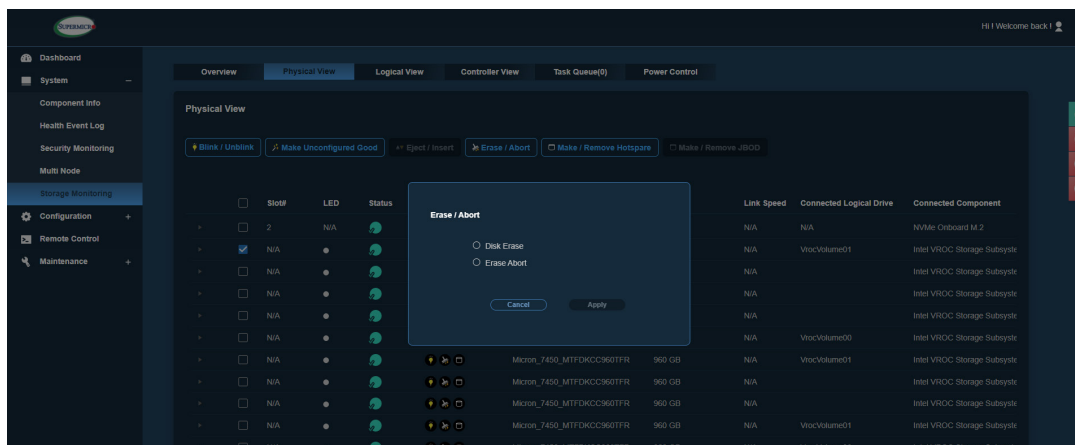 SUPERMICR
Hi ! Welcome back !
Dashboard
System
Component Info
Health Event Log
Security Monitoring
Multi Node
Storage Monitoring
Configuration
Remote Control
Maintenance
Overview Physical View Logical View Controller View Task Queue(0) Power Control
Physical View
Blink / Unblink Make Unconfigured Good Eject / Insert Erase / Abort Make / Remove Hotspare Make / Remove JBOD
Slot# LED Status Link Speed Connected Logical Drive Connected Component
2 N/A N/A N/A NVMe Onboard M.2
N/A N/A VrocVolume01 Intel VROC Storage Subsyste
N/A N/A Intel VROC Storage Subsyste
N/A N/A Intel VROC Storage Subsyste
N/A N/A Intel VROC Storage Subsyste
N/A N/A VrocVolume00 Intel VROC Storage Subsyste
N/A Micron_7450_MTFDKCC960TFR 960 GB N/A VrocVolume01 Intel VROC Storage Subsyste
N/A Micron_7450_MTFDKCC960TFR 960 GB N/A Intel VROC Storage Subsyste
N/A Micron_7450_MTFDKCC960TFR 960 GB N/A Intel VROC Storage Subsyste
N/A Micron_7450_MTFDKCC960TFR 960 GB N/A VrocVolume01 Intel VROC Storage Subsyste
Erase / Abort
Disk Erase
Erase Abort
Cancel Apply